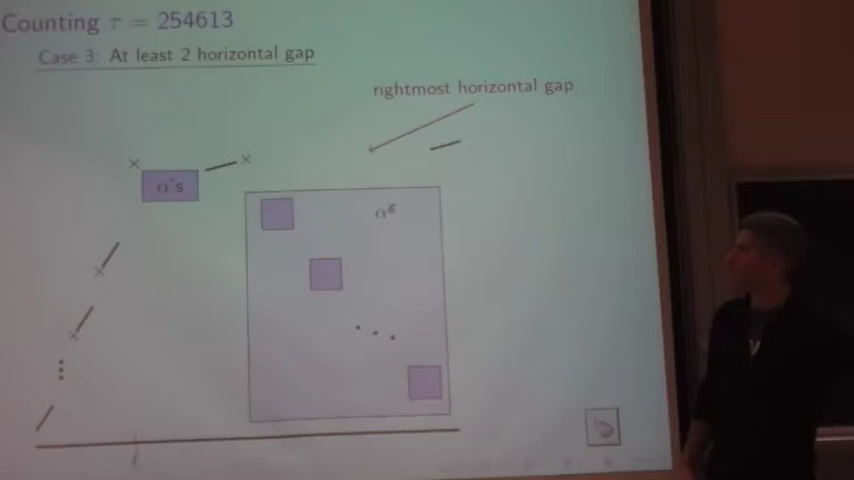 Counting τ = 254613
Case 3: At least 2 horizontal gap
rightmost horizontal gap
α's